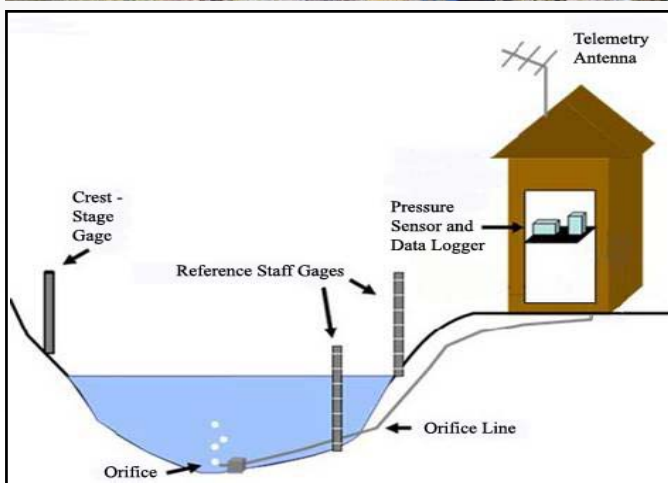 Telemetry
Antenna
Crest -
Stage
Gage
Pressure
Sensor and
Data Logger
Reference Staff Gages
Orifice Line
Orifice